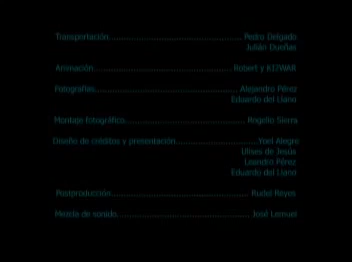 Transportación.......................................... Pedro Delgado
Julián Dueñas
Animación............................................ Robert y KIJWAR
Fotografías............................................. Alejandro Pérez
Eduardo del Llano
Montaje fotográfico...................................... Rogelio Sierra
Diseño de créditos y presentación......................... Yoel Alegre
Ulises de Jesús
Leandro Pérez
Eduardo del Llano
Postproducción........................................... Rudel Reyes
Mezcla de sonido.......................................... José Lemuel